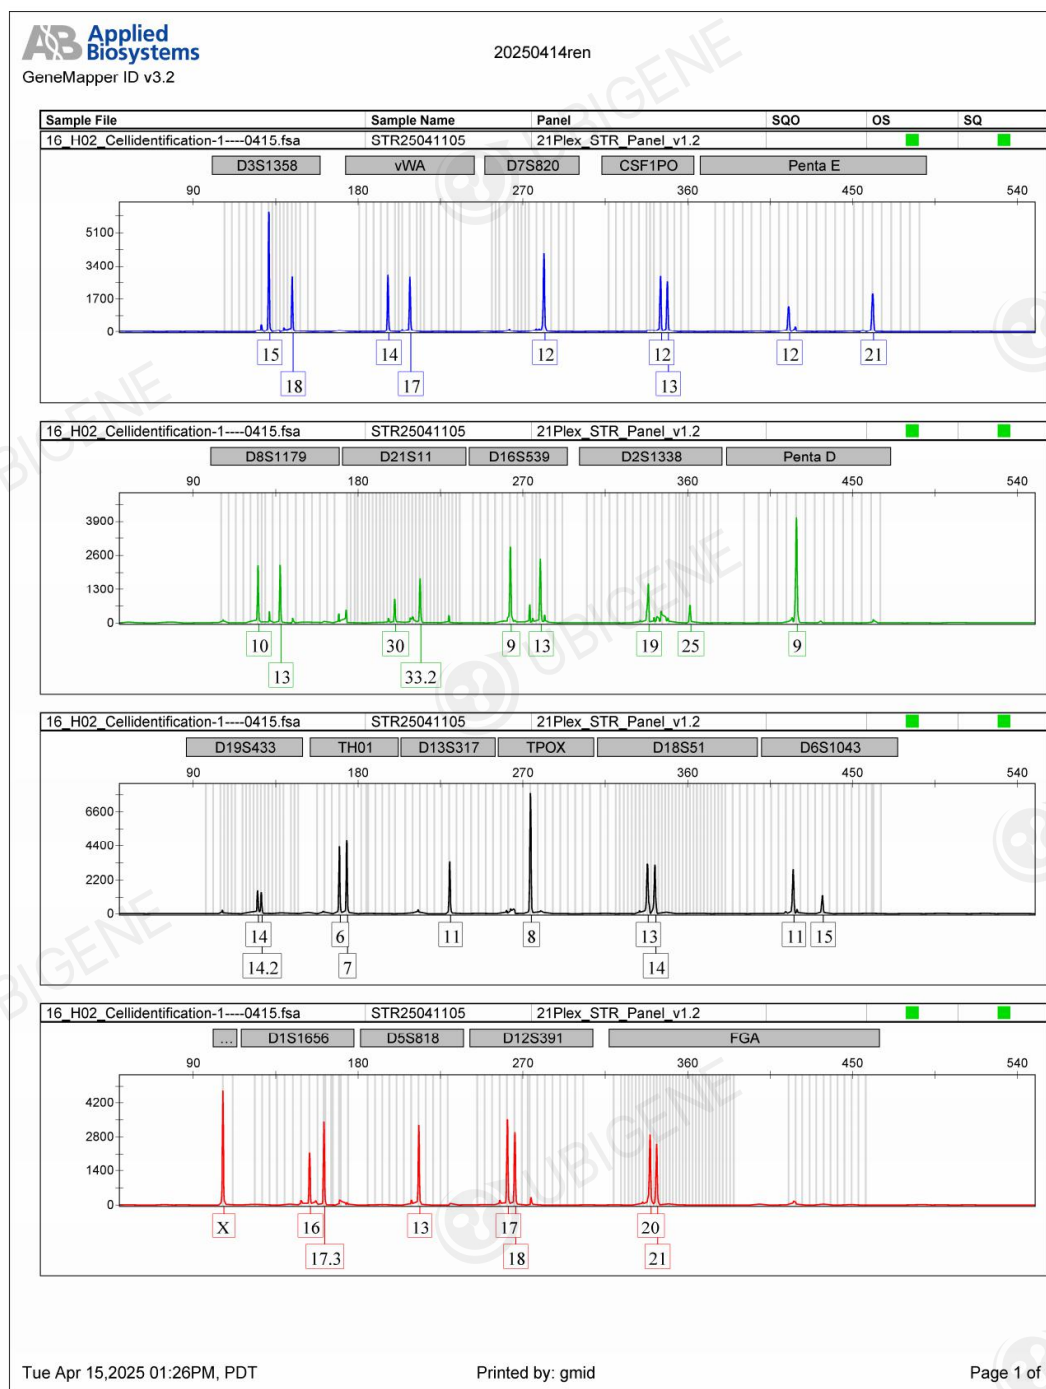 AB Applied Biosystems
20250414ren
GeneMapper ID v3.2
Sample File Sample Name Panel SQO OS SQ
16_H02_Cellidentification-1----0415.fsa STR25041105 21Plex_STR_Panel_v1.2
D3S1358 vWA D7S820 CSF1PO Penta E
90 180 270 360 450 540
5100
3400
1700
0
15 14 12 12 12 21
18 17 13
16_H02_Cellidentification-1----0415.fsa STR25041105 21Plex_STR_Panel_v1.2
D8S1179 D21S11 D16S539 D2S1338 Penta D
90 180 270 360 450 540
3900
2600
1300
0
10 30 9 13 19 25 9
13 33.2
16_H02_Cellidentification-1----0415.fsa STR25041105 21Plex_STR_Panel_v1.2
D19S433 TH01 D13S317 TPOX D18S51 D6S1043
90 180 270 360 450 540
6600
4400
2200
0
14 6 11 8 13 11 15
14.2 7 14
16_H02_Cellidentification-1----0415.fsa STR25041105 21Plex_STR_Panel_v1.2
... D1S1656 D5S818 D12S391 FGA
90 180 270 360 450 540
4200
2800
1400
0
X 16 13 17 20
17.3 18 21
Tue Apr 15,2025 01:26PM, PDT Printed by: gmid Page 1 of
UBIGENE
UBIGENE
UBIGENE
UBIGENE
UBIGENE